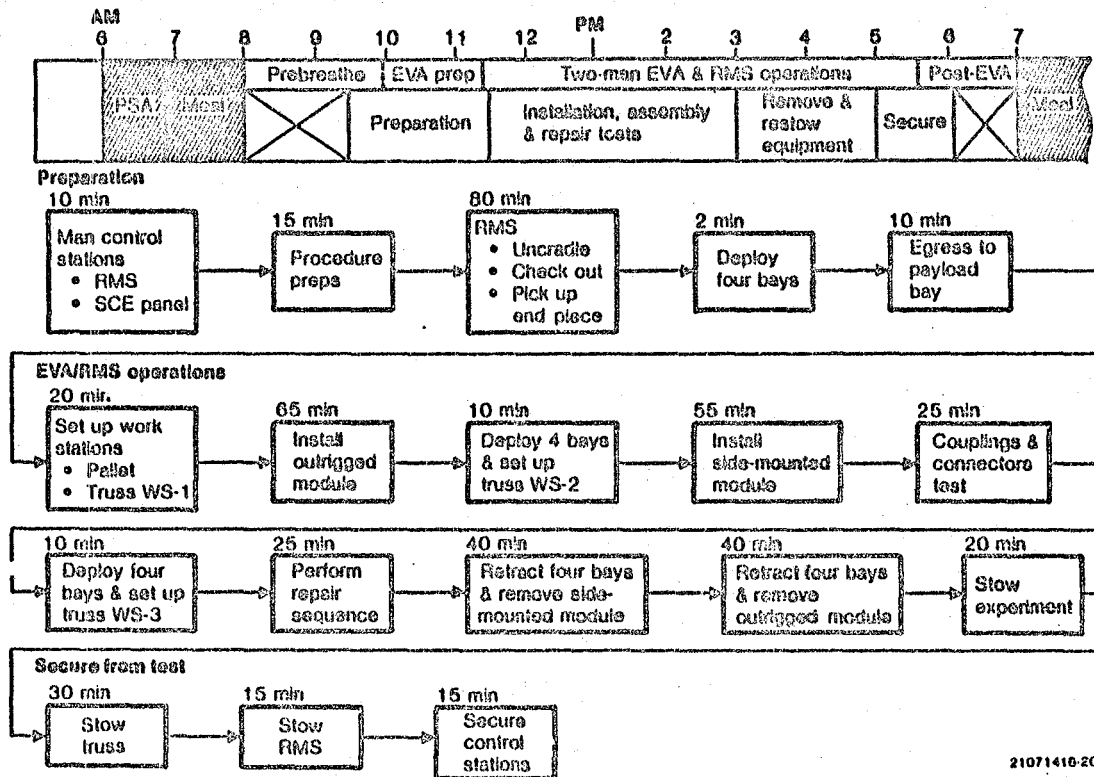 AM
PM
6 7 8 9 10 11 12 1 2 3 4 5 6 7
Prebreathe EVA prep Two-man EVA & RMS operations Post-EVA
PSA Meal
Preparation
Installation, assembly
& repair tests
Remove &
restow
equipment
Secure
Meal
Preparation
10 min
Man control
stations
• RMS
• SCE panel
15 min
Procedure
preps
80 min
RMS
• Uncradle
• Check out
• Pick up
end piece
2 min
Deploy
four bays
10 min
Egress to
payload
bay
EVA/RMS operations
20 min.
Set up work
stations
• Pallet
• Truss WS-1
65 min
Install
outrigged
module
10 min
Deploy 4 bays
& set up
truss WS-2
55 min
Install
side-mounted
module
25 min
Couplings &
connectors
test
10 min
Deploy four
bays & set up
truss WS-3
25 min
Perform
repair
sequence
40 min
Retract four bays
& remove side-
mounted module
40 min
Retract four bays
& remove
outrigged module
20 min
Stow
experiment
Secure from test
30 min
Stow
truss
15 min
Stow
RMS
15 min
Secure
control
stations
21071416-20